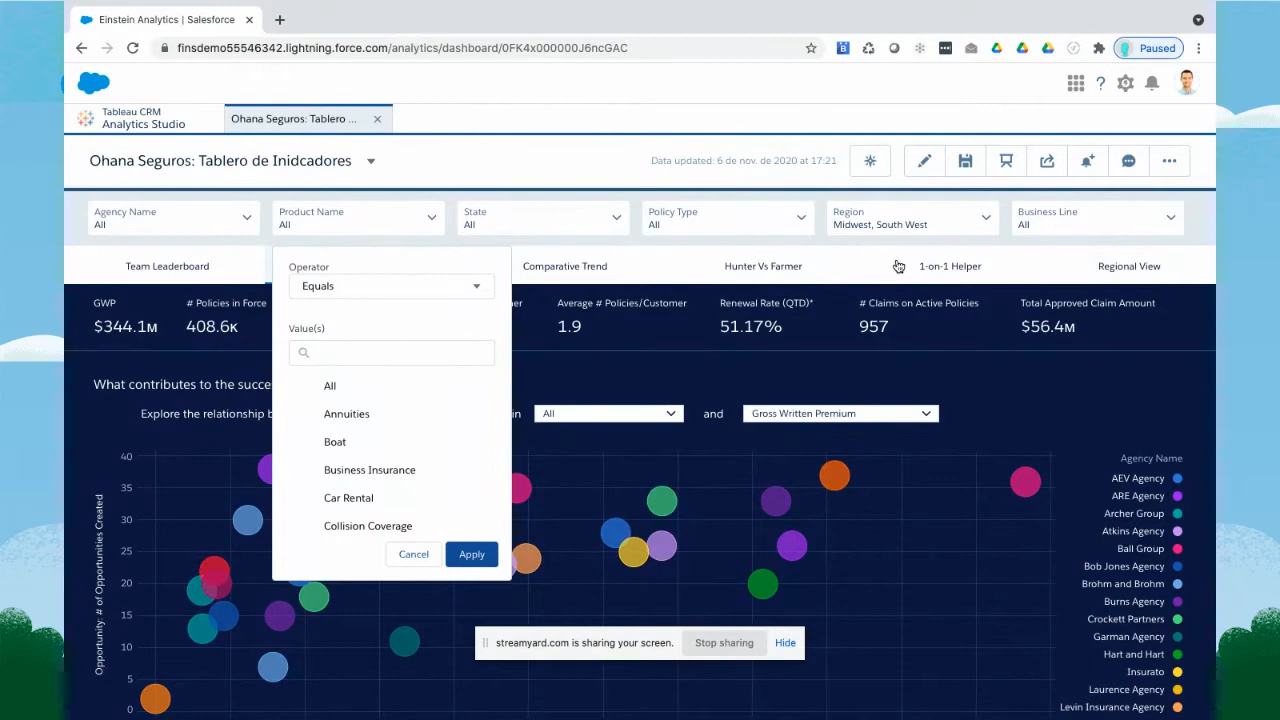 Einstein Analytics | Salesforce
finsdemo55546342.lightning.force.com/analytics/dashboard/0FK4x000000J6ncGAC
Paused
Tableau CRM
Analytics Studio
Ohana Seguros: Tablero ...
Ohana Seguros: Tablero de Inidcadores
Data updated: 6 de nov. de 2020 at 17:21
Agency Name
All
Product Name
All
State
All
Policy Type
All
Region
Midwest, South West
Business Line
All
Team Leaderboard
Comparative Trend
Hunter Vs Farmer
1-on-1 Helper
Regional View
Operator
Equals
Value(s)
All
Annuities
Boat
Business Insurance
Car Rental
Collision Coverage
Cancel
Apply
GWP
$344.1M
# Policies in Force
408.6K
Average # Policies/Customer
1.9
Renewal Rate (QTD)*
51.17%
# Claims on Active Policies
957
Total Approved Claim Amount
$56.4M
What contributes to the succe
Explore the relationship b
in
All
and
Gross Written Premium
Opportunity: # of Opportunities Created
40
35
30
25
20
15
10
5
0
Agency Name
AEV Agency
ARE Agency
Archer Group
Atkins Agency
Ball Group
Bob Jones Agency
Brohm and Brohm
Burns Agency
Crockett Partners
Garman Agency
Hart and Hart
Insurato
Laurence Agency
Levin Insurance Agency
streamyard.com is sharing your screen.
Stop sharing
Hide